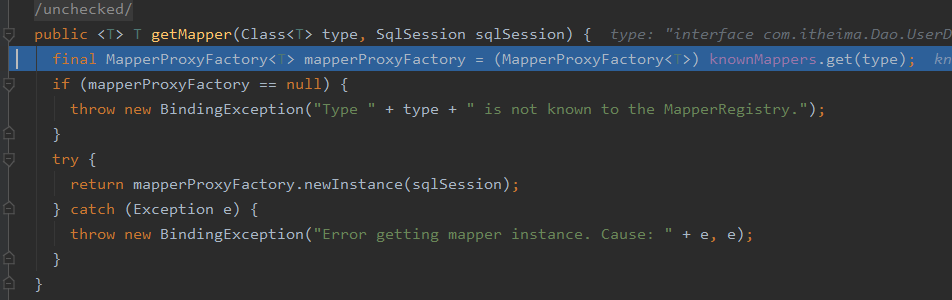 /unchecked/
public <T> T getMapper(Class<T> type, SqlSession sqlSession) { type: "interface com.itheima.Dao.UserD
final MapperProxyFactory<T> mapperProxyFactory = (MapperProxyFactory<T>) knownMappers.get(type); kn
if (mapperProxyFactory == null) {
throw new BindingException("Type " + type + " is not known to the MapperRegistry.");
}
try {
return mapperProxyFactory.newInstance(sqlSession);
} catch (Exception e) {
throw new BindingException("Error getting mapper instance. Cause: " + e, e);
}
}